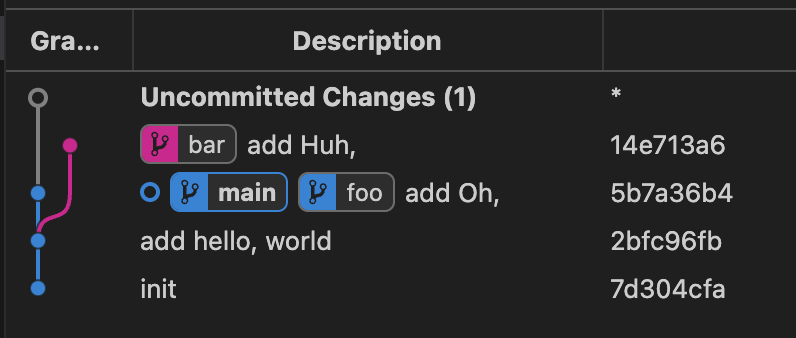 Gra... Description
Uncommitted Changes (1) *
bar add Huh, 14e713a6
main foo add Oh, 5b7a36b4
add hello, world 2bfc96fb
init 7d304cfa